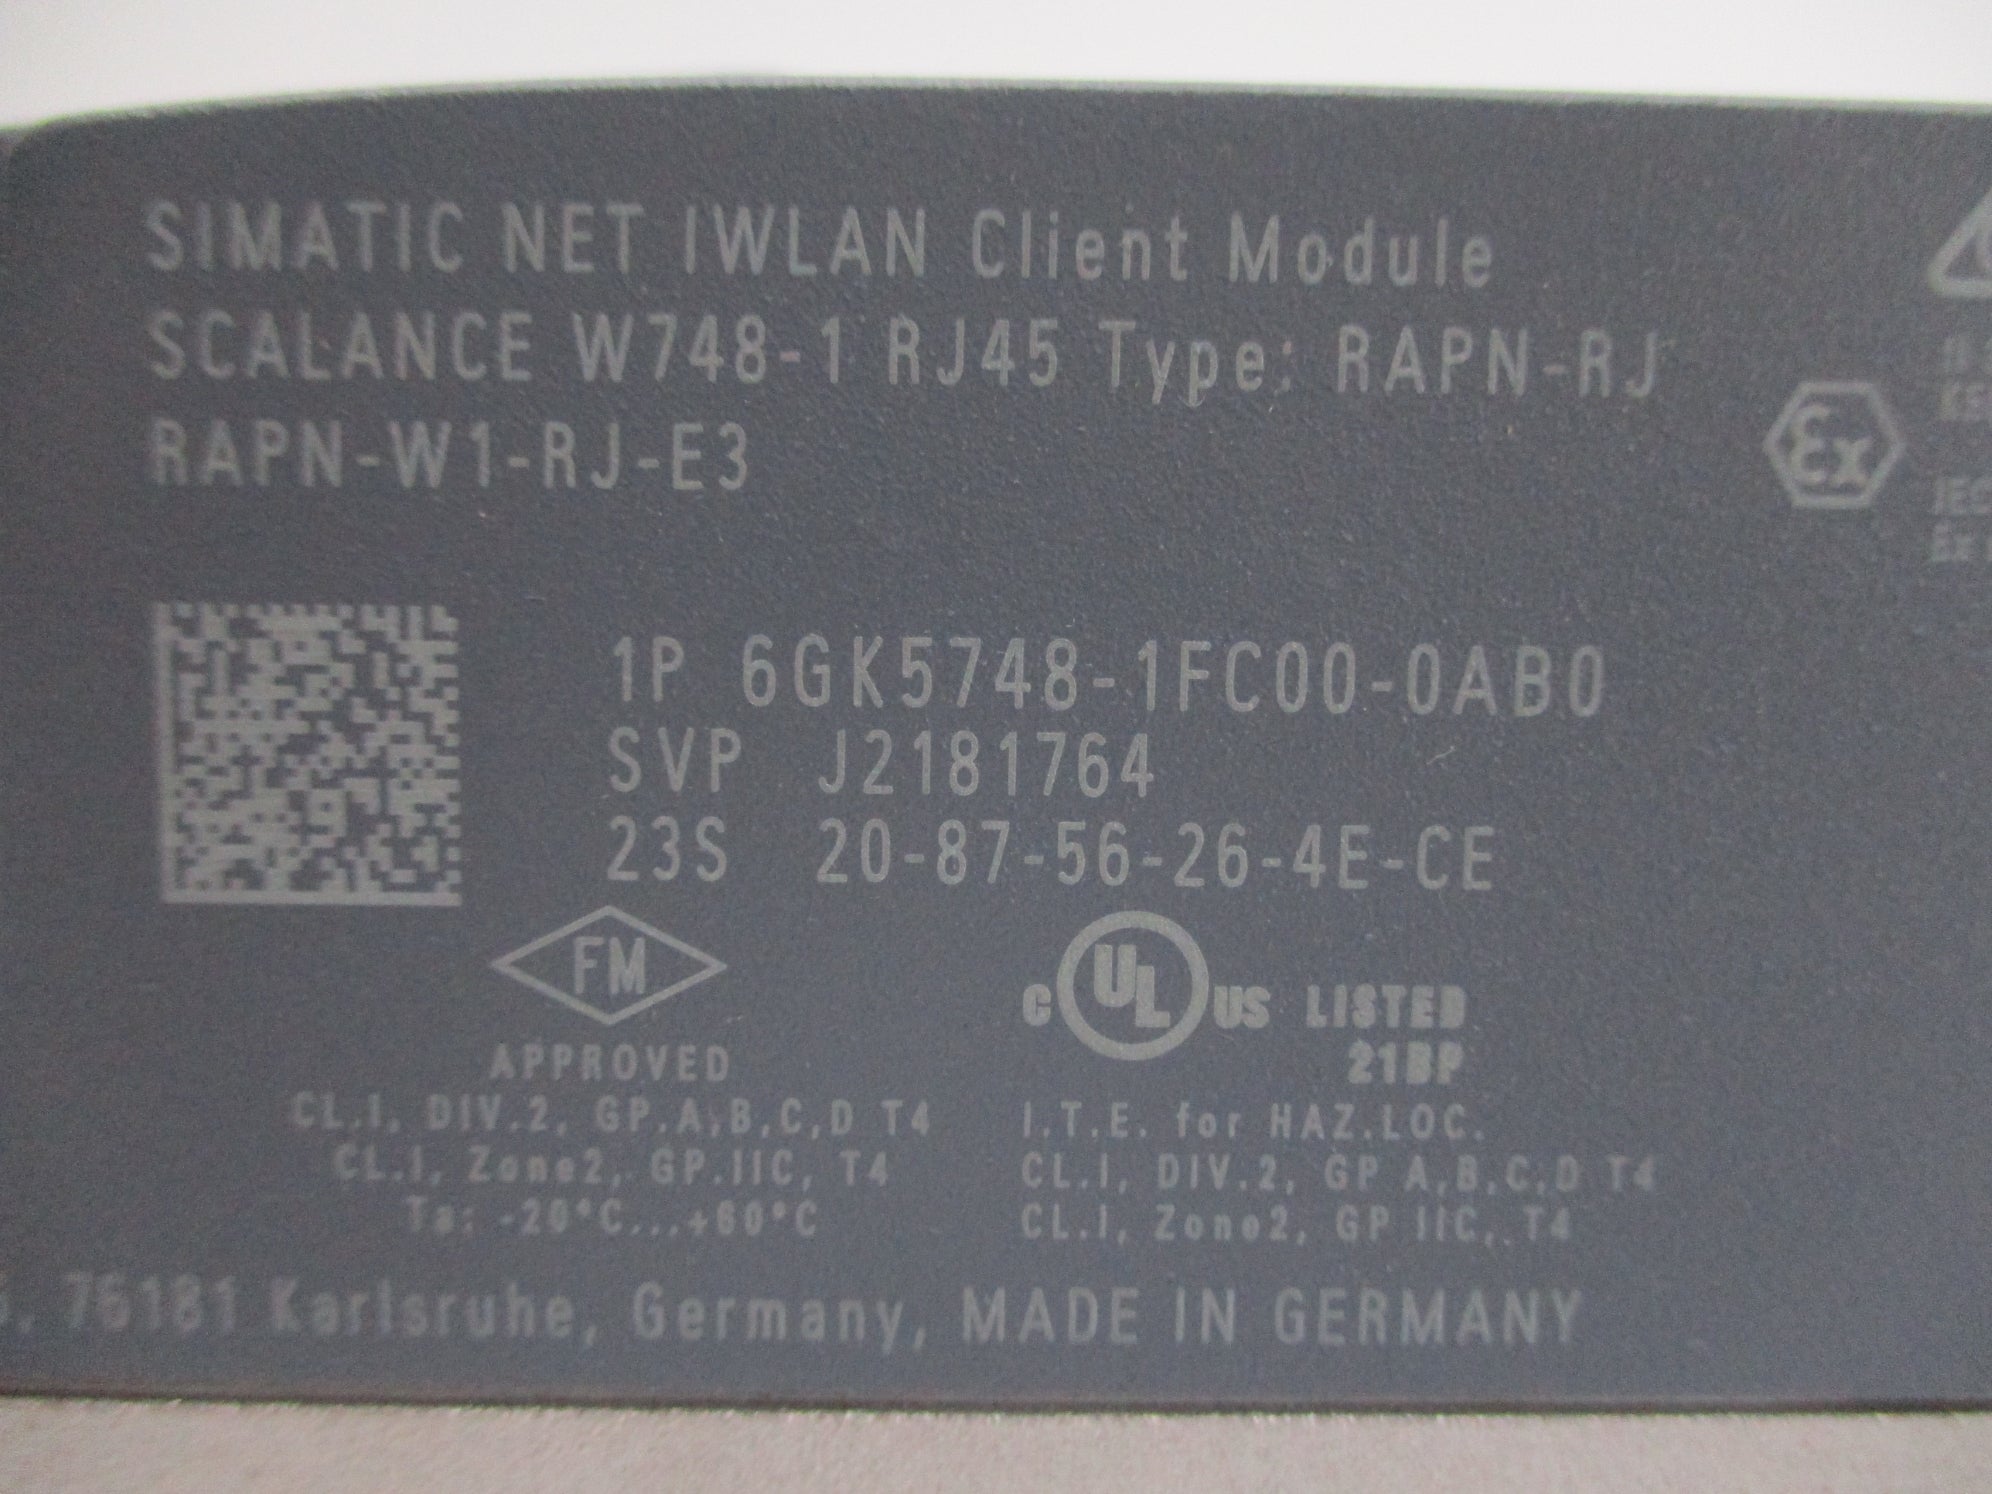 SIMATIC NET IWLAN Client Module
SCALANCE W748-1 RJ45 Type: RAPN-RJ
RAPN-W1-RJ-E3
Ex
IEC
1P 6GK5748-1FC00-0AB0
SVP J2181764
23S 20-87-56-26-4E-CE
FM
APPROVED
CL.I, DIV.2, GP.A,B,C,D T4
CL.I, Zone2, GP.IIC, T4
Ta: -20°C...+60°C
C UL US LISTED
21BP
I.T.E. for HAZ.LOC.
CL.I, DIV.2, GP A,B,C,D T4
CL.I, Zone2, GP IIC, T4
76181 Karlsruhe, Germany, MADE IN GERMANY